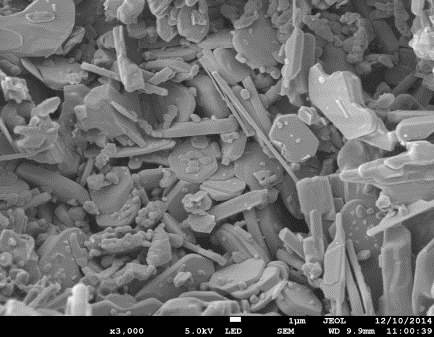 1μm JEOL 12/10/2014
x3,000 5.0kV LED SEM WD 9.9mm 11:00:39